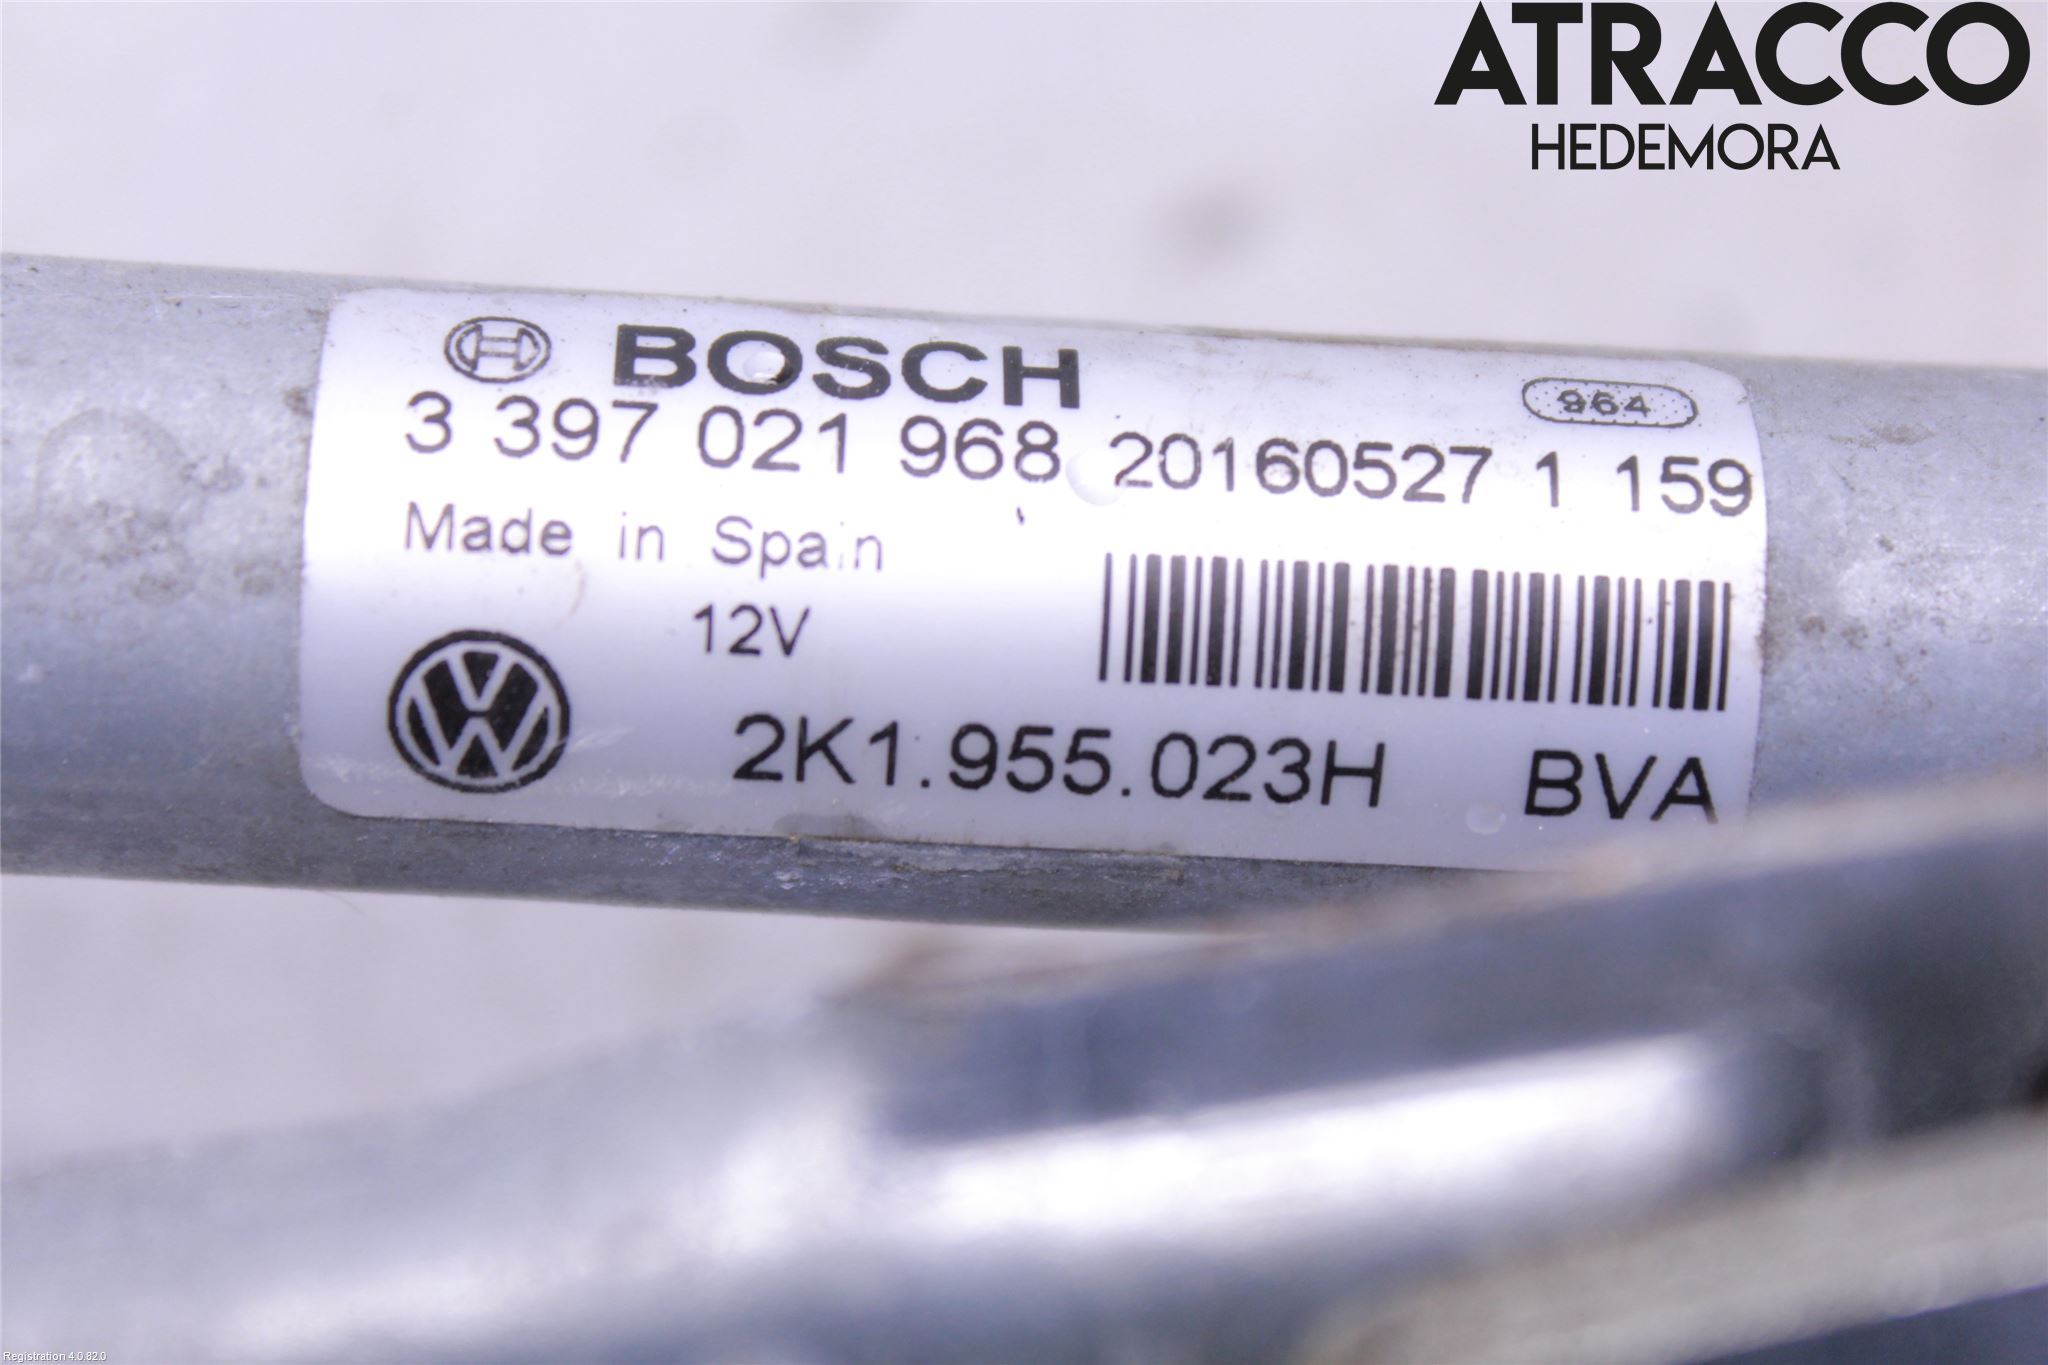 ATRACCO
HEDEMORA
BOSCH
964
3 397 021 968 20160527 1 159
Made in Spain
12V
2K1.955.023H BVA
Registration 4.0.82.0